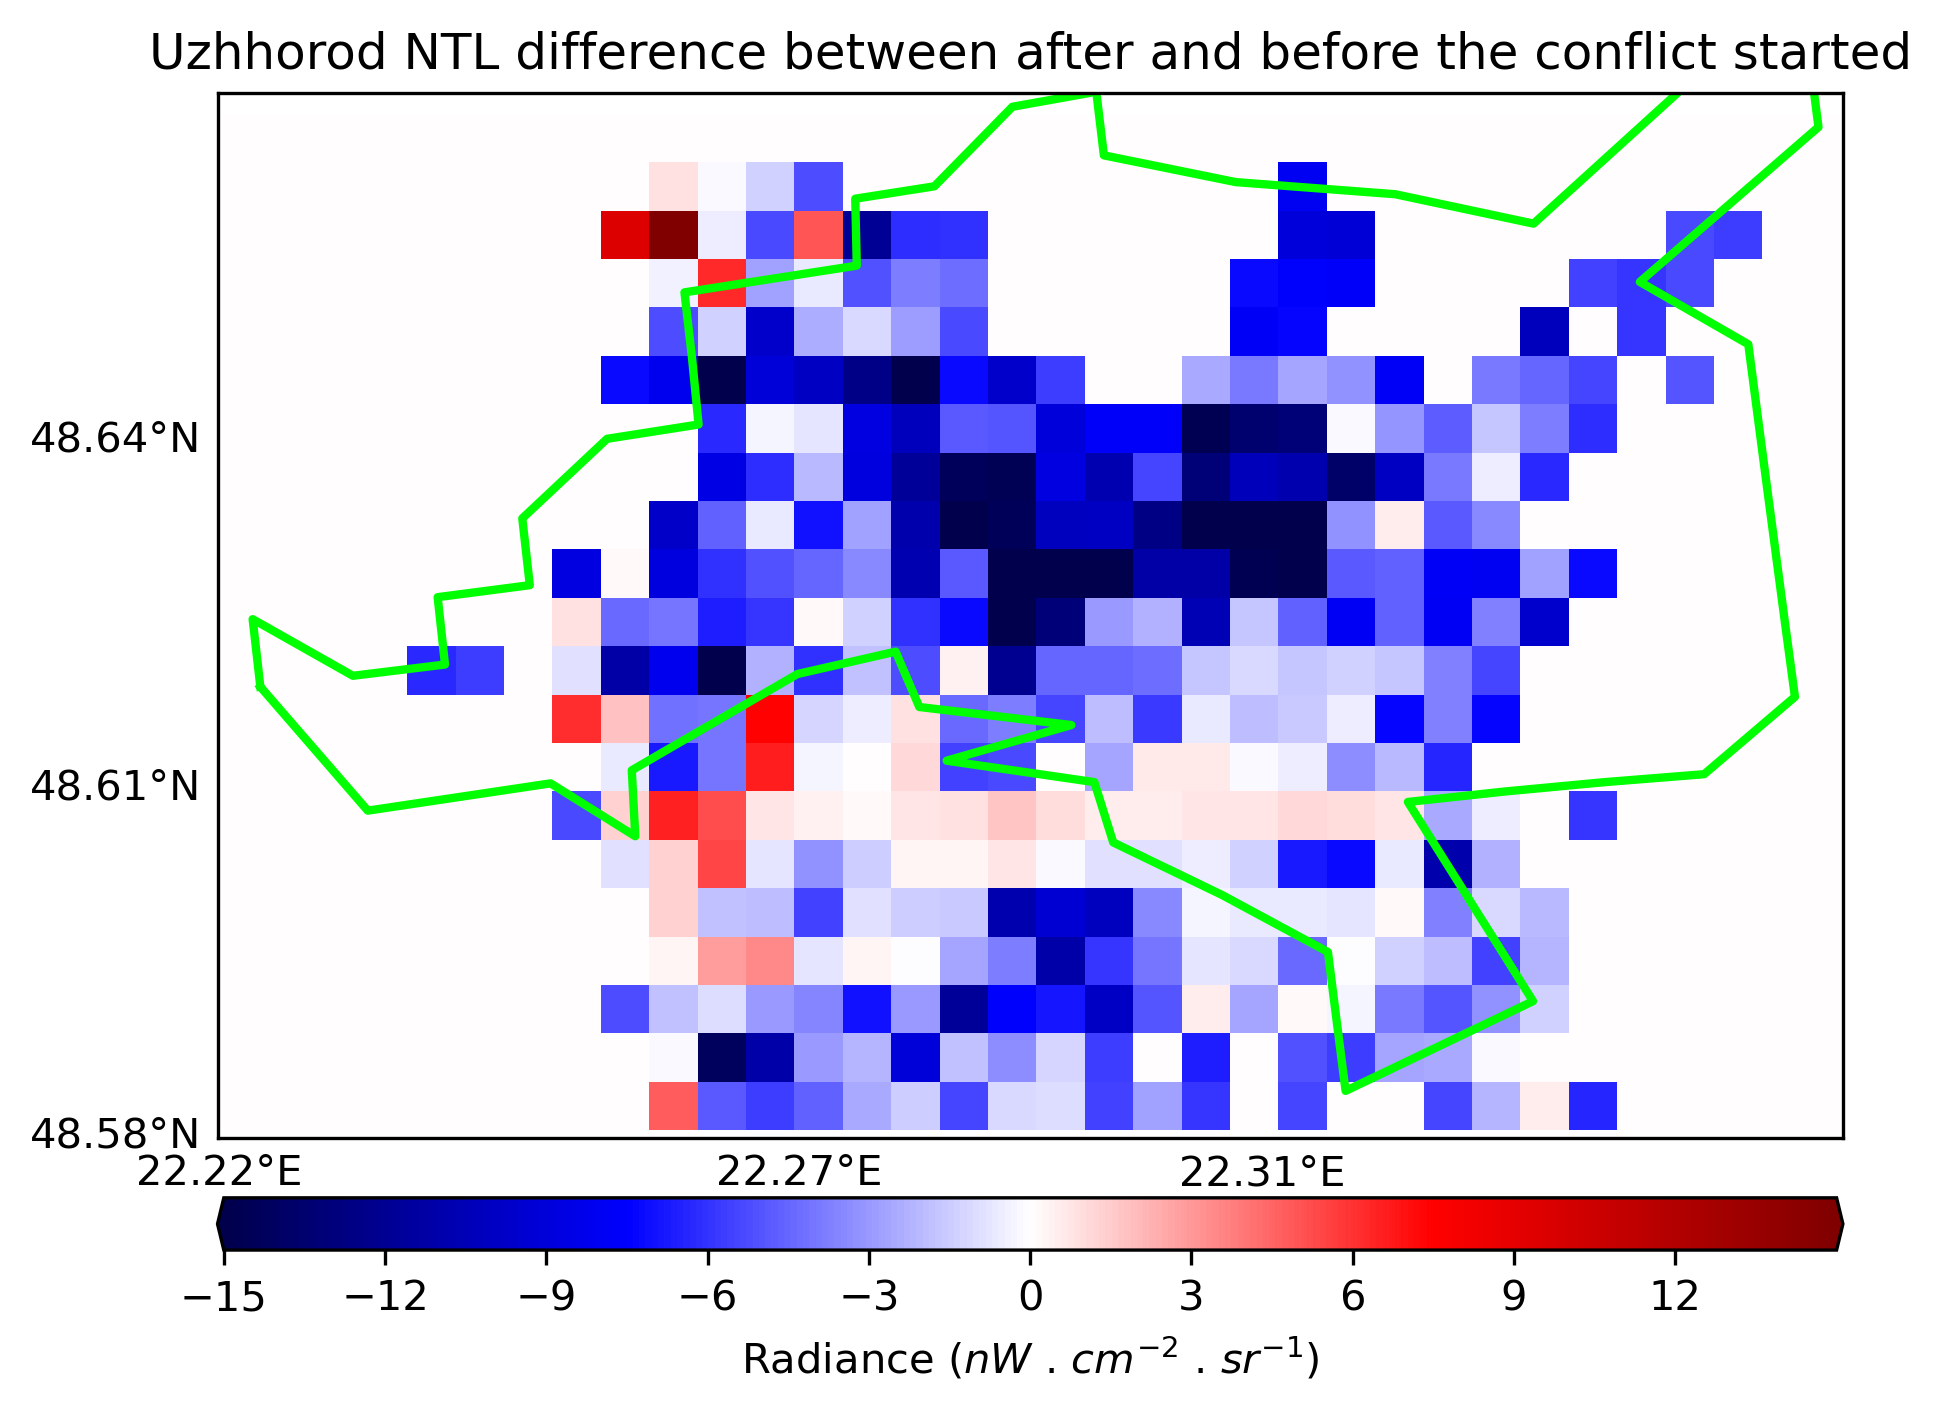 Uzhhorod NTL difference between after and before the conflict started
48.64°N
48.61°N
48.58°N
22.22°E 22.27°E 22.31°E
−15 −12 −9 −6 −3 0 3 6 9 12
Radiance (nW . cm⁻² . sr⁻¹)